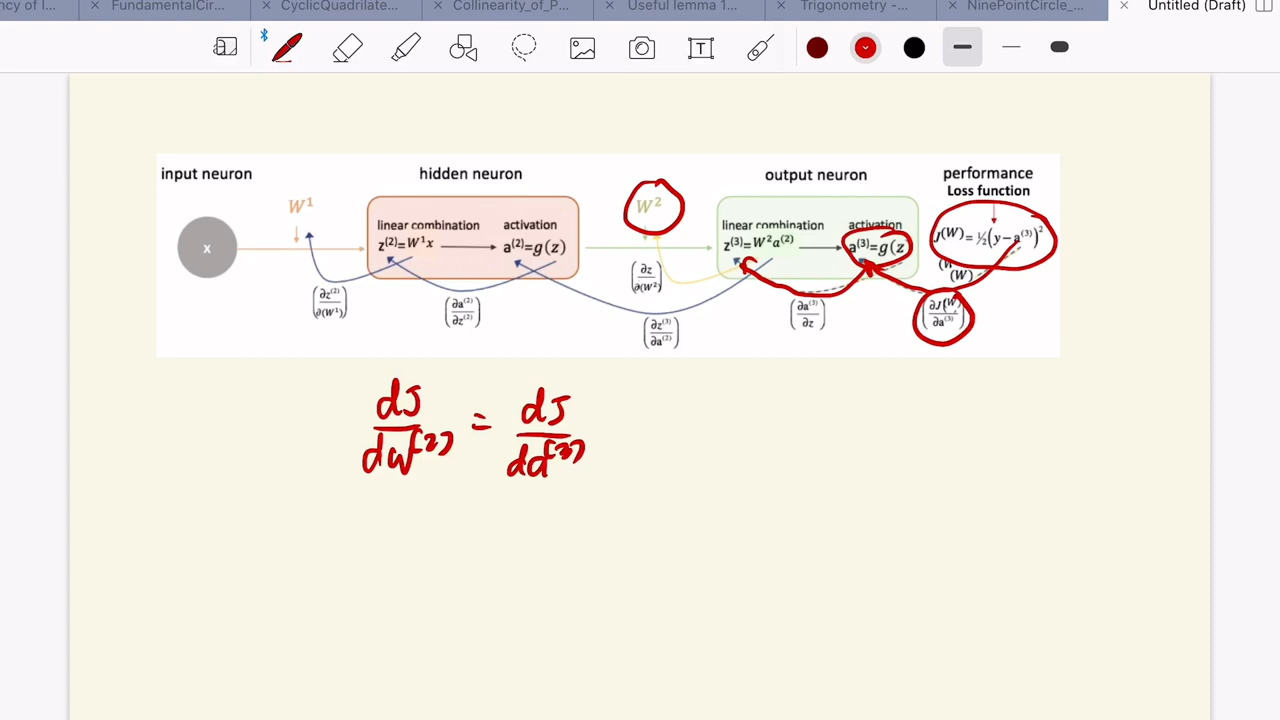 ncy of I...
FundamentalCir...
CyclicQuadrilate...
Collinearity_of_P...
Useful lemma 1...
Trigonometry -...
NinePointCircle_...
Untitled (Draft)
input neuron
hidden neuron
output neuron
performance
Loss function
W¹
W²
linear combination
activation
z⁽²⁾=W¹x
a⁽²⁾=g(z)
linear combination
activation
z⁽³⁾=W²a⁽²⁾
a⁽³⁾=g(z
J(W)=½(y−a⁽³⁾)²
x
(W)
(∂z⁽²⁾/∂(W¹))
(∂a⁽²⁾/∂z⁽²⁾)
(∂z/∂(W²))
(∂z⁽³⁾/∂a⁽²⁾)
(∂a⁽³⁾/∂z)
(∂J(W)/∂a⁽³⁾)
dJ/dW⁽²⁾ = dJ/da⁽³⁾